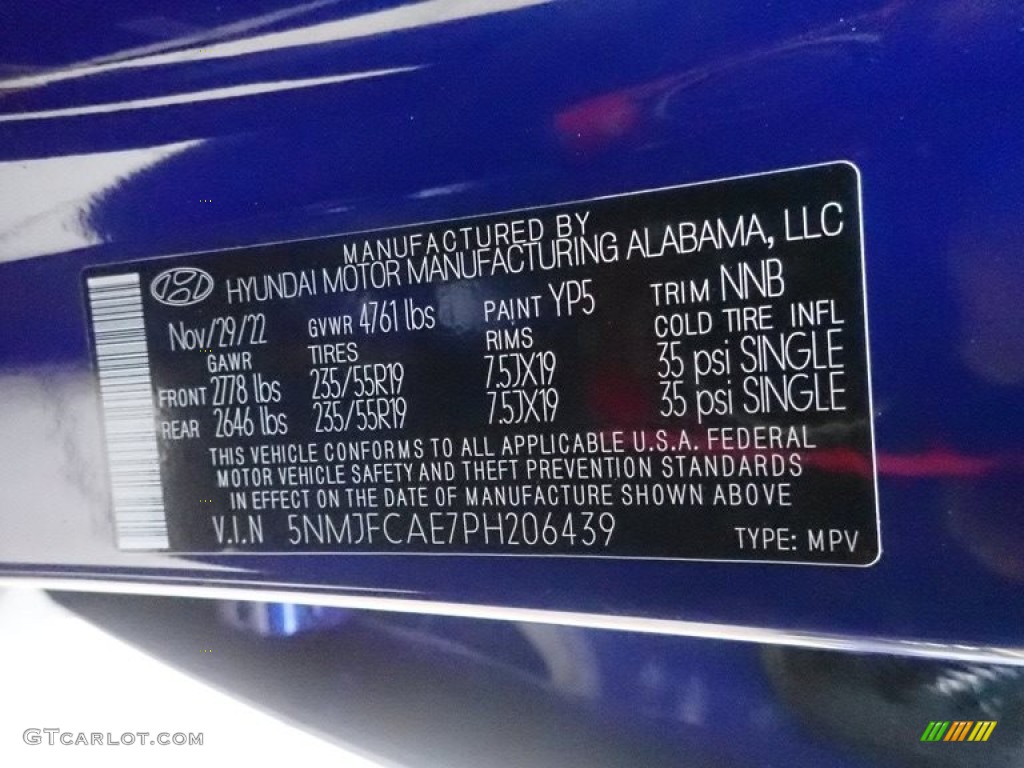 MANUFACTURED BY
HYUNDAI MOTOR MANUFACTURING ALABAMA, LLC
Nov/29/22 GVWR 4761 lbs PAINT YP5 TRIM NNB
GAWR TIRES RIMS COLD TIRE INFL
FRONT 2778 lbs 235/55R19 7.5JX19 35 psi SINGLE
REAR 2646 lbs 235/55R19 7.5JX19 35 psi SINGLE
THIS VEHICLE CONFORMS TO ALL APPLICABLE U.S.A. FEDERAL
MOTOR VEHICLE SAFETY AND THEFT PREVENTION STANDARDS
IN EFFECT ON THE DATE OF MANUFACTURE SHOWN ABOVE
V.I.N 5NMJFCAE7PH206439 TYPE: MPV
GTCARLOT.COM